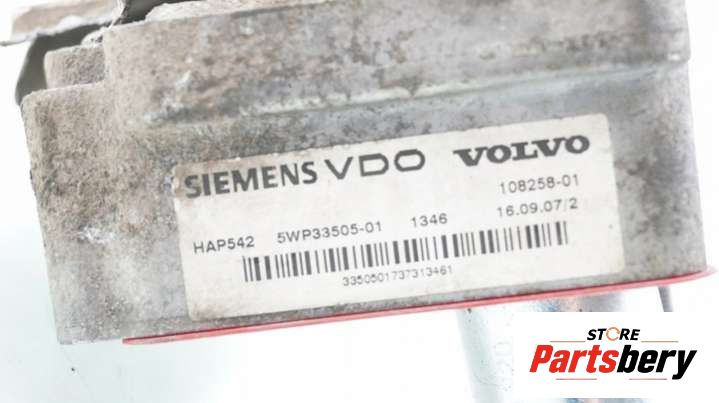 SIEMENS VDO VOLVO
108258-01
HAP542 5WP33505-01 1346 16.09.07/2
3350501737313461
STORE
Partsbery